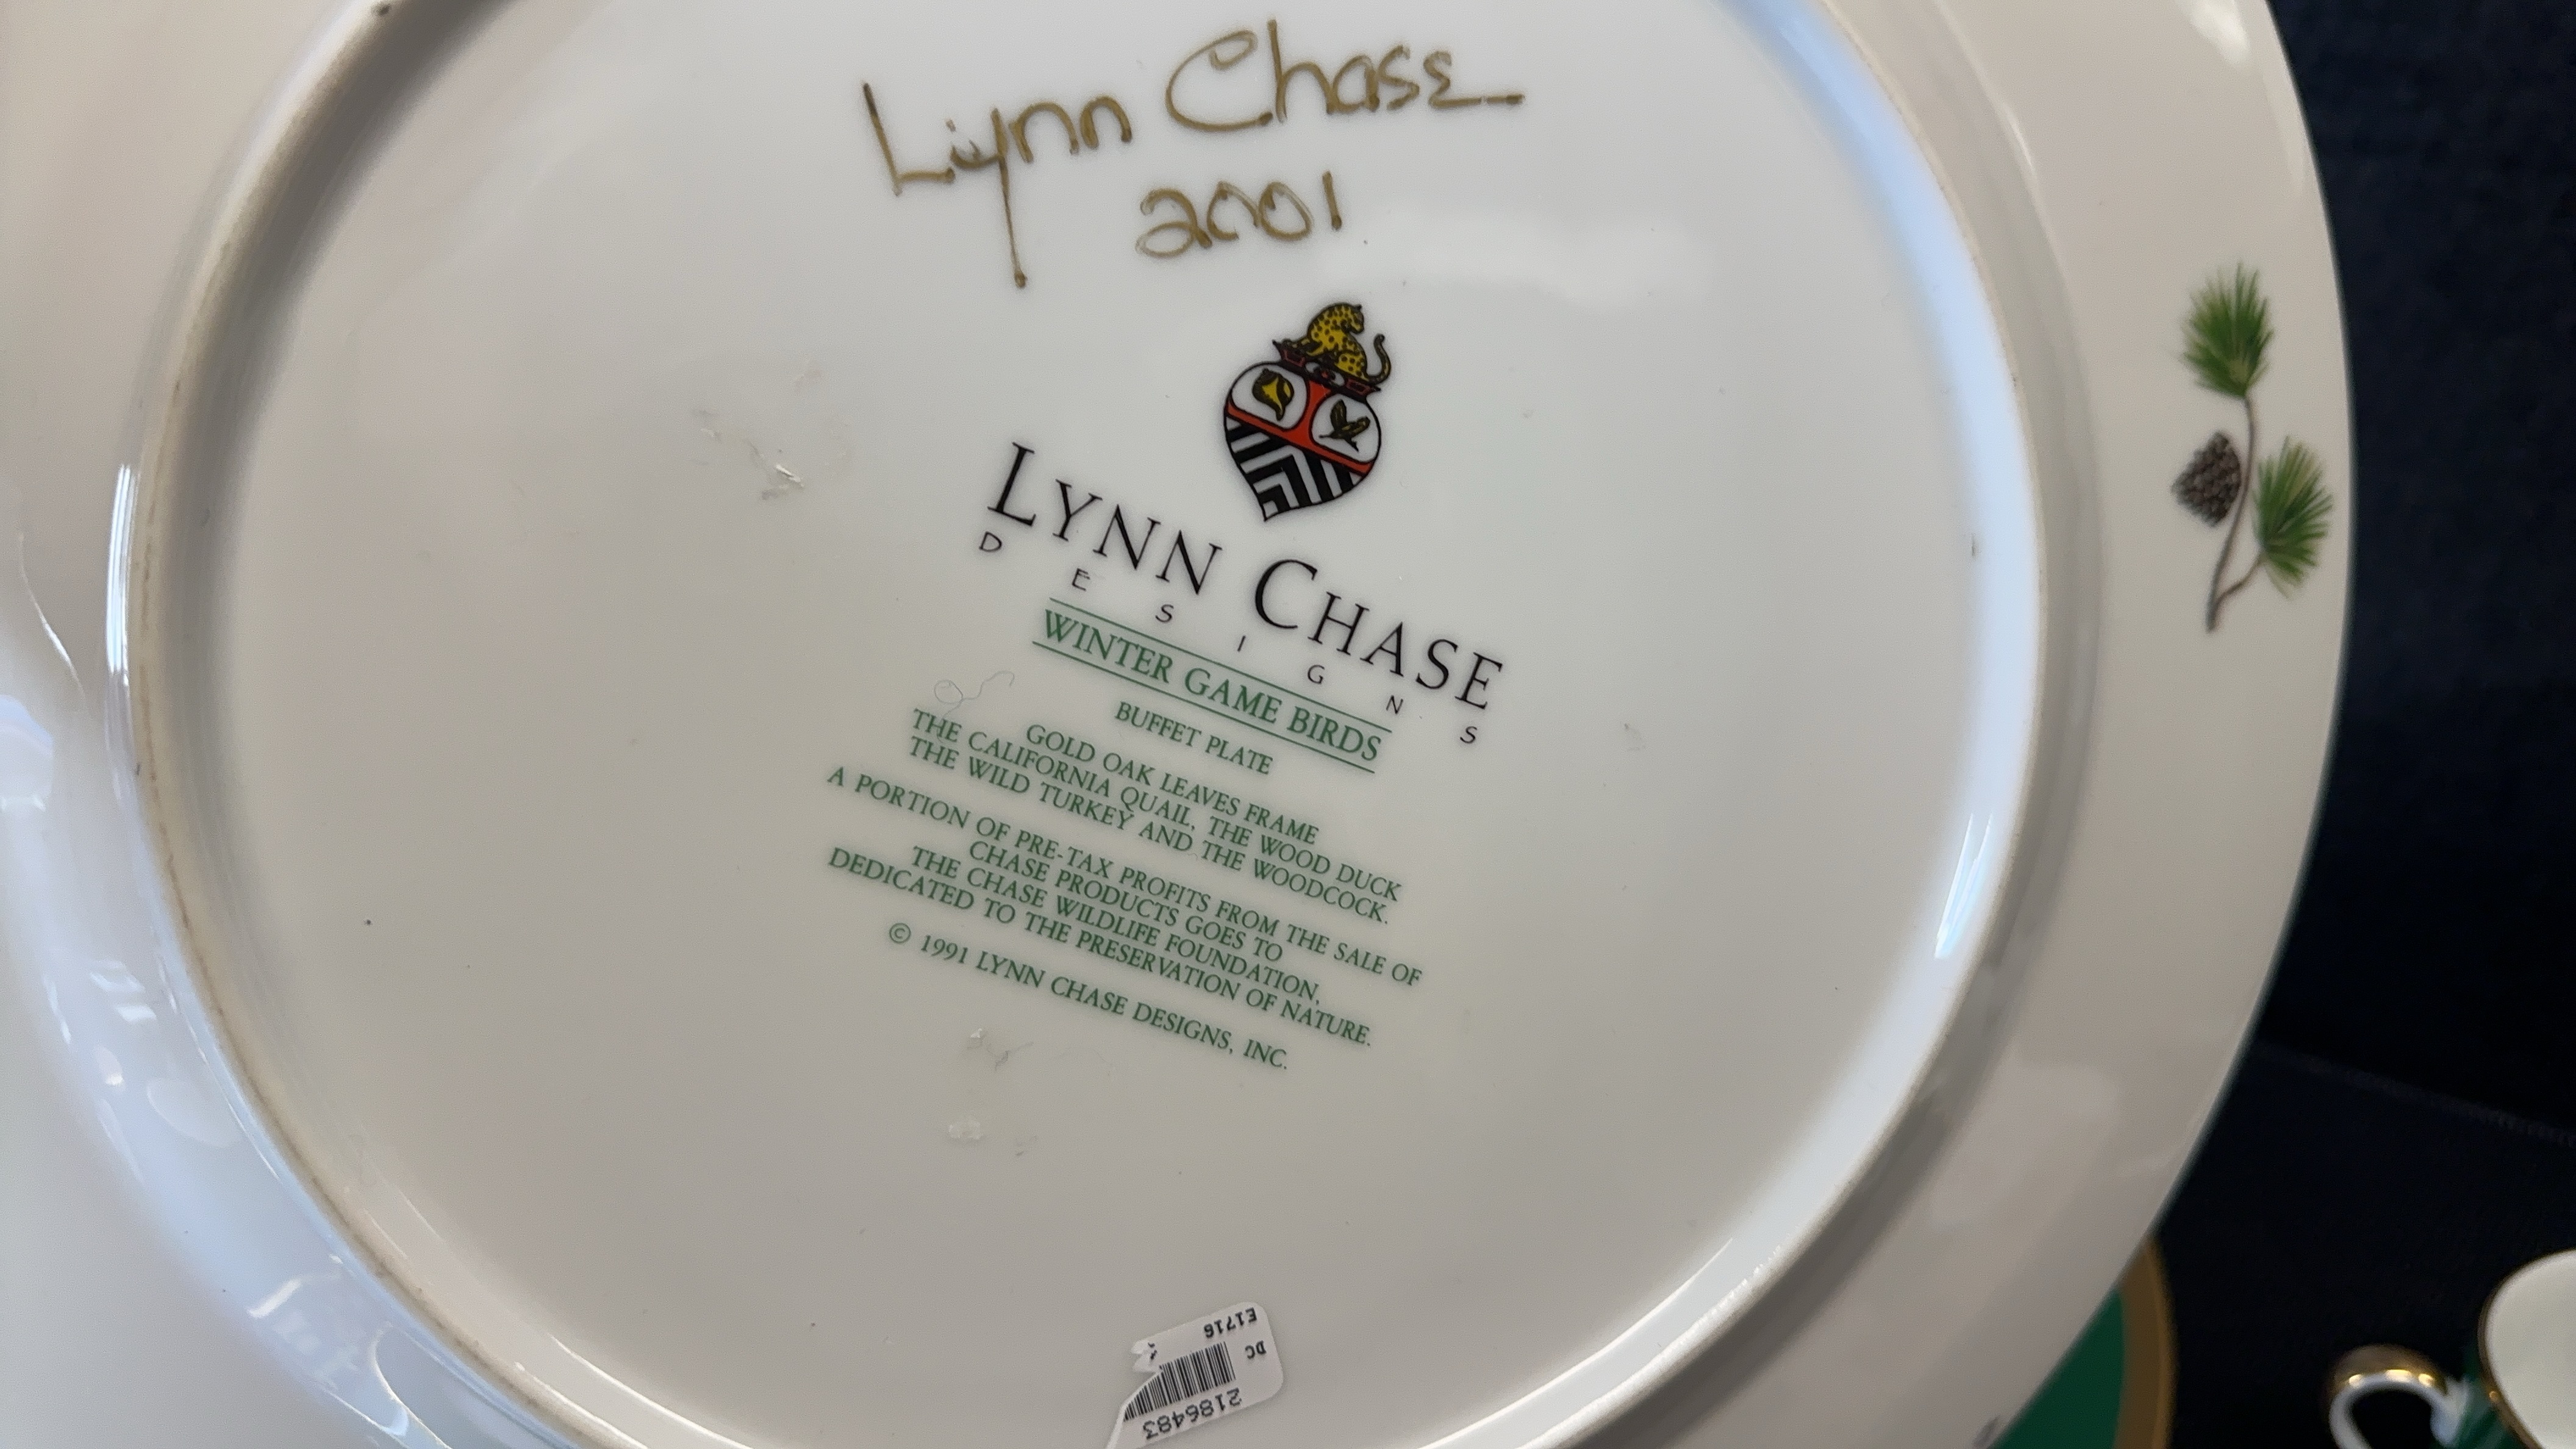 Lynn Chase
2001
LYNN CHASE
DESIGNS
WINTER GAME BIRDS
BUFFET PLATE
GOLD OAK LEAVES FRAME
THE CALIFORNIA QUAIL, THE WOOD DUCK
THE WILD TURKEY AND THE WOODCOCK.
A PORTION OF PRE-TAX PROFITS FROM THE SALE OF
CHASE PRODUCTS GOES TO
THE CHASE WILDLIFE FOUNDATION,
DEDICATED TO THE PRESERVATION OF NATURE.
© 1991 LYNN CHASE DESIGNS, INC.
2186483
DC
E1716